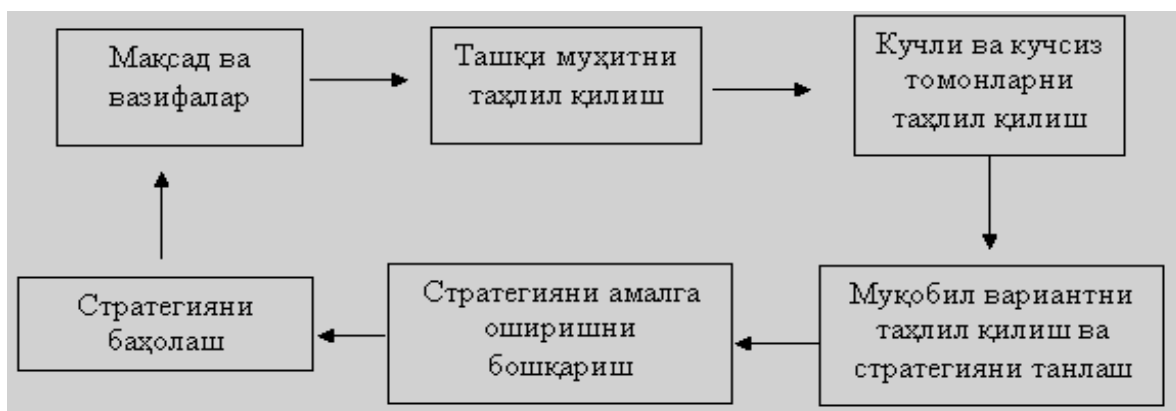 Мақсад ва
вазифалар
Ташқи муҳитни
таҳлил қилиш
Кучли ва кучсиз
томонларни
таҳлил қилиш
Муқобил вариантни
таҳлил қилиш ва
стратегияни танлаш
Стратегияни амалга
оширишни
бошқариш
Стратегияни
баҳолаш